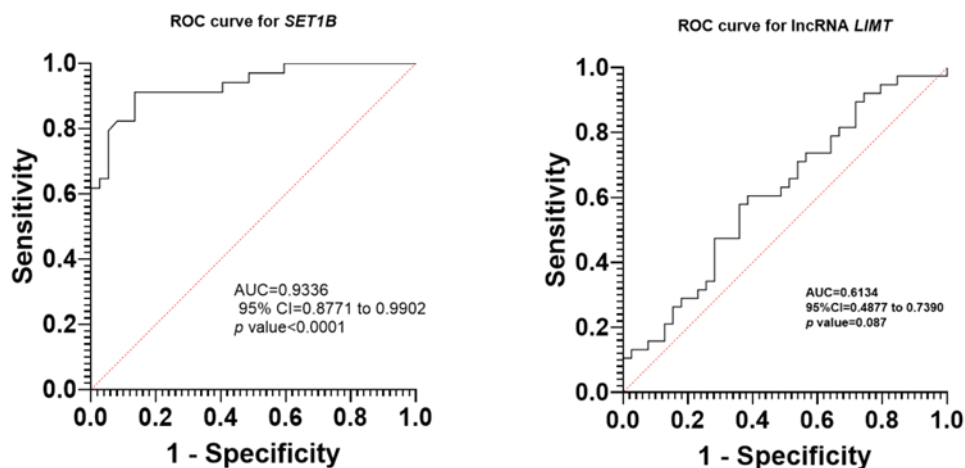 ROC curve for SET1B
1.0
0.8
0.6
0.4
0.2
0.0
Sensitivity
AUC=0.9336
95% CI=0.8771 to 0.9902
p value<0.0001
0.0 0.2 0.4 0.6 0.8 1.0
1 - Specificity
ROC curve for lncRNA LIMT
1.0
0.8
0.6
0.4
0.2
0.0
Sensitivity
AUC=0.6134
95%CI=0.4877 to 0.7390
p value=0.087
0.0 0.2 0.4 0.6 0.8 1.0
1 - Specificity